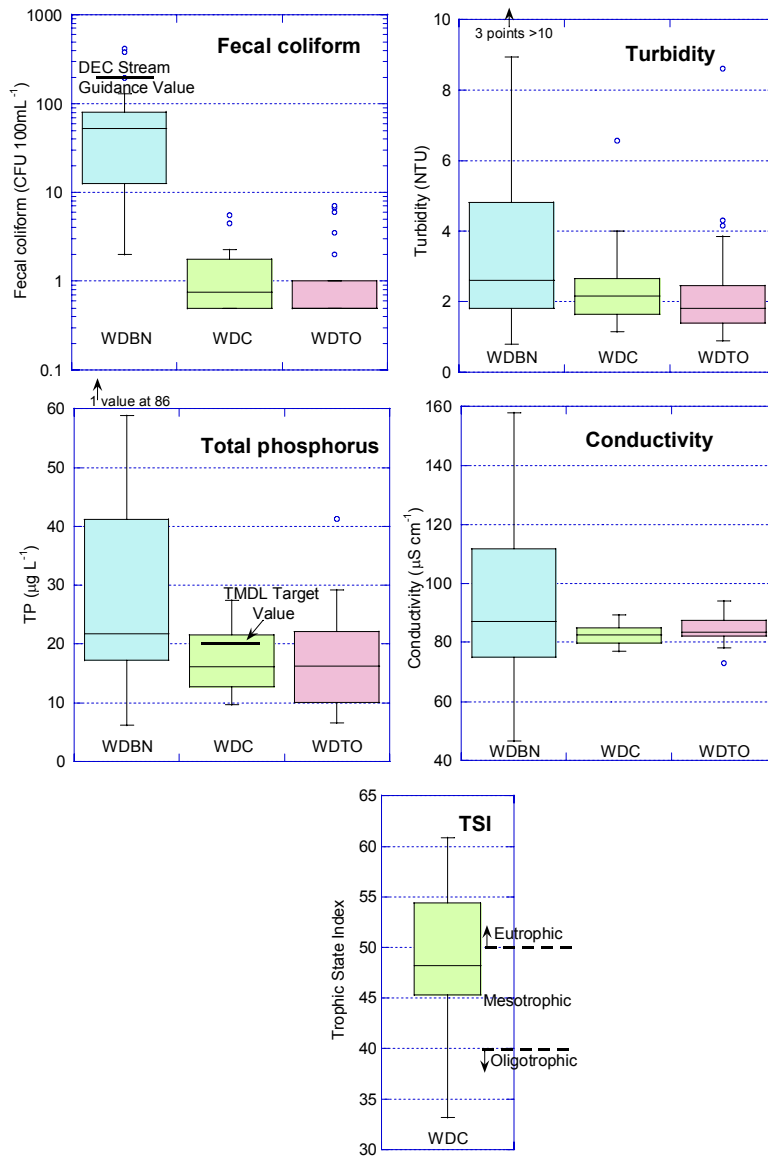 Fecal coliform
DEC Stream
Guidance Value
Fecal coliform (CFU 100mL⁻¹)
1000
100
10
1
0.1
WDBN WDC WDTO
3 points >10
Turbidity
Turbidity (NTU)
10
8
6
4
2
0
WDBN WDC WDTO
1 value at 86
Total phosphorus
TP (µg L⁻¹)
60
50
40
30
20
10
0
TMDL Target
Value
WDBN WDC WDTO
Conductivity
Conductivity (µS cm⁻¹)
160
140
120
100
80
60
40
WDBN WDC WDTO
TSI
Trophic State Index
65
60
55
50
45
40
35
30
Eutrophic
Mesotrophic
Oligotrophic
WDC